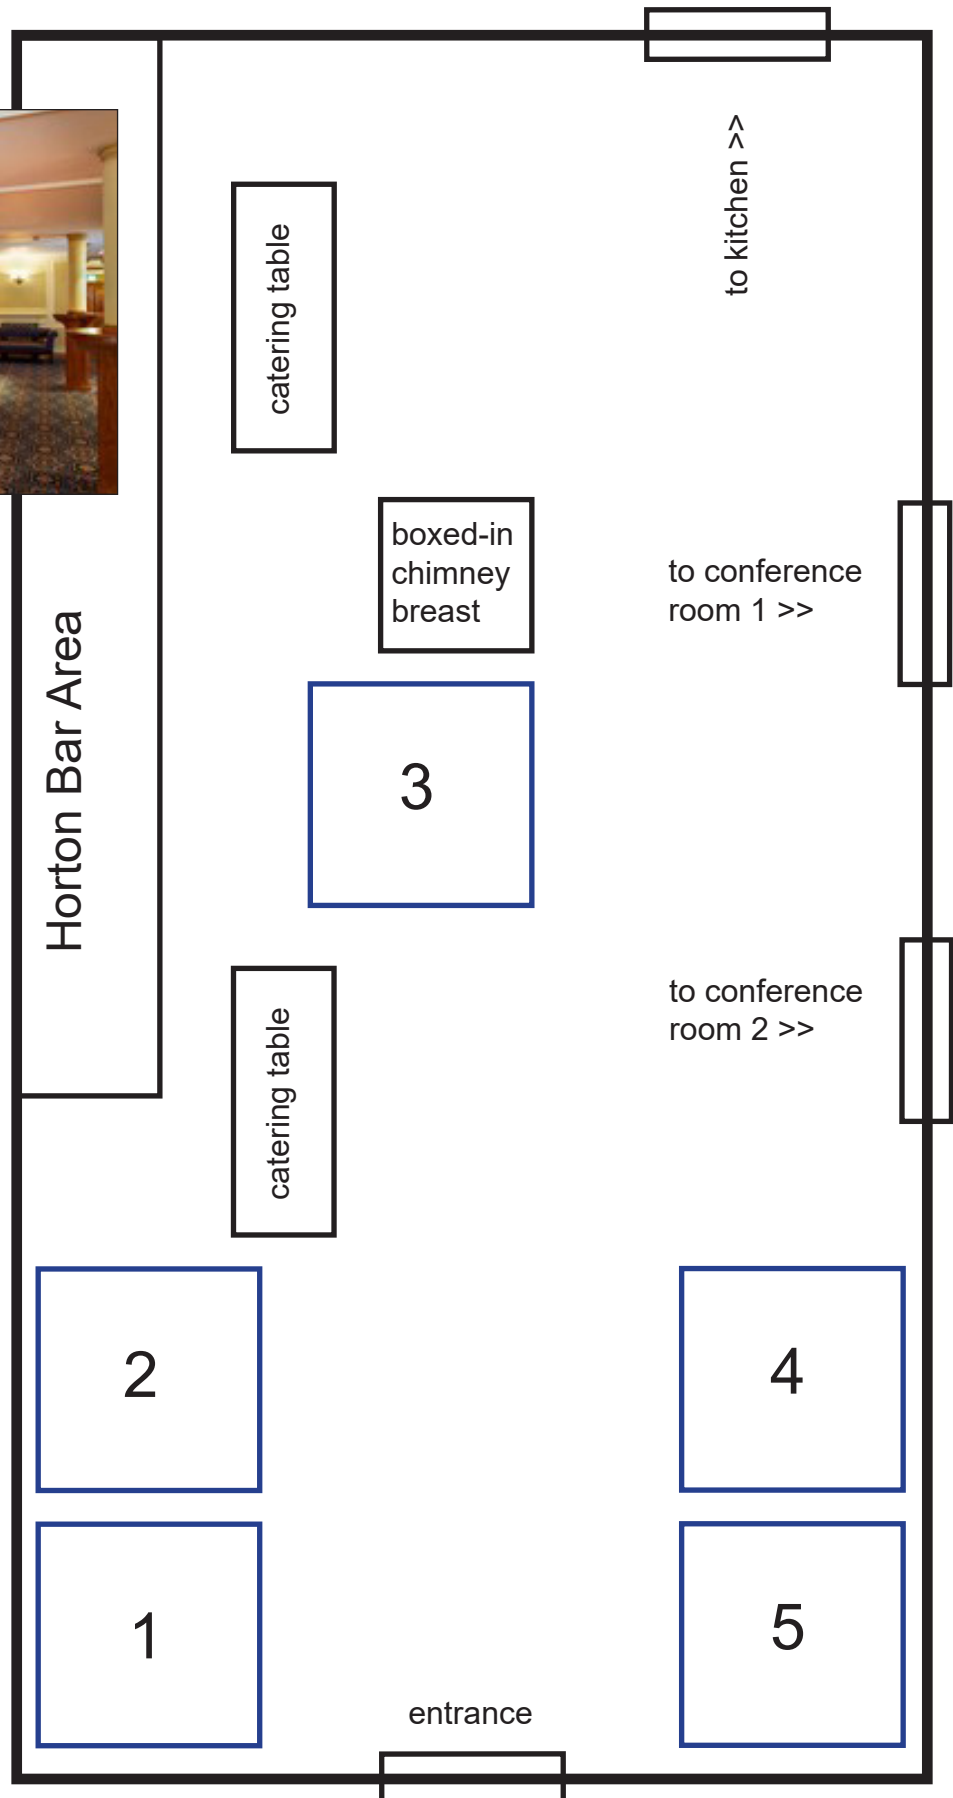 to kitchen >>
catering table
boxed-in
chimney
breast
to conference
room 1 >>
Horton Bar Area
3
to conference
room 2 >>
catering table
2
4
1
5
entrance